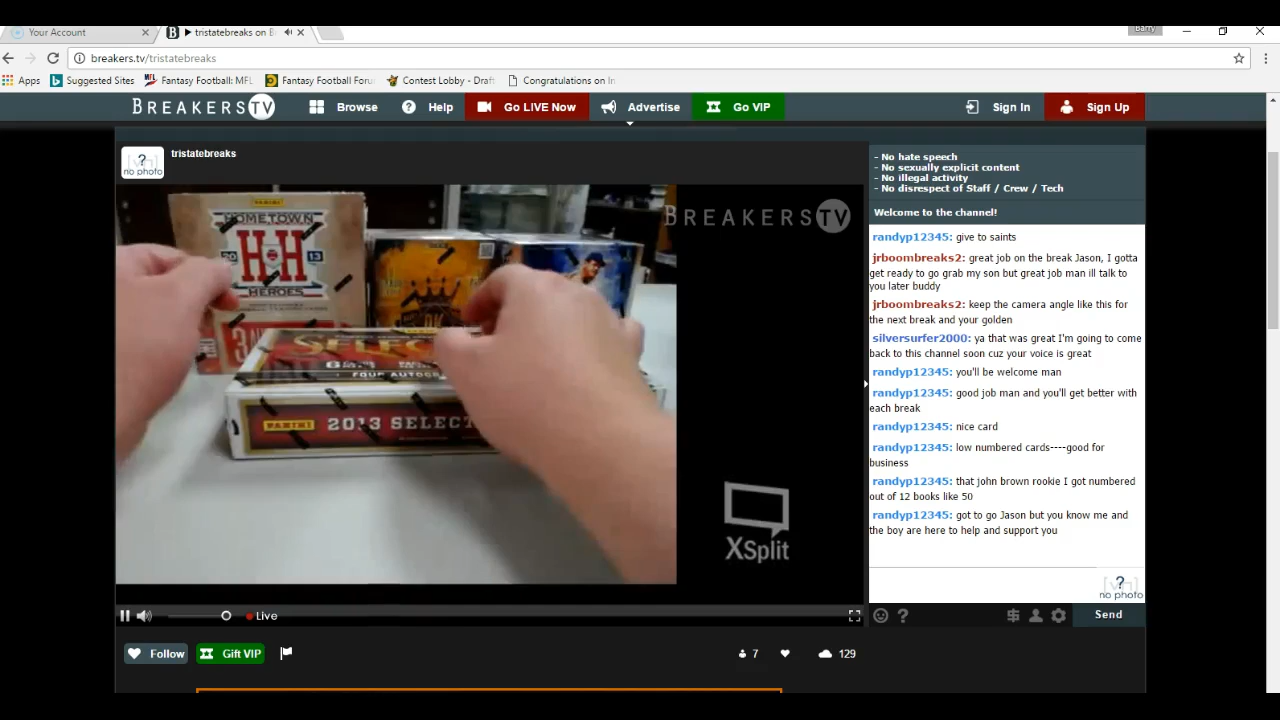 Your Account
tristatebreaks on B
Barry
breakers.tv/tristatebreaks
Apps
Suggested Sites
Fantasy Football: MFL
Fantasy Football Foru
Contest Lobby - Draft
Congratulations on In
BREAKERS TV
Browse
Help
Go LIVE Now
Advertise
Go VIP
Sign In
Sign Up
? no photo
tristatebreaks
- No hate speech
- No sexually explicit content
- No illegal activity
- No disrespect of Staff / Crew / Tech
Welcome to the channel!
BREAKERS TV
PANINI
HOMETOWN
20 HH 13
HEROES
SELEC
FOUR AUTOG
PANINI 2013 SELECT
XSplit
randyp12345: give to saints
jrboombreaks2: great job on the break Jason, I gotta
get ready to go grab my son but great job man ill talk to
you later buddy
jrboombreaks2: keep the camera angle like this for
the next break and your golden
silversurfer2000: ya that was great I'm going to come
back to this channel soon cuz your voice is great
randyp12345: you'll be welcome man
randyp12345: good job man and you'll get better with
each break
randyp12345: nice card
randyp12345: low numbered cards----good for
business
randyp12345: that john brown rookie I got numbered
out of 12 books like 50
randyp12345: got to go Jason but you know me and
the boy are here to help and support you
? no photo
Live
Send
Follow
Gift VIP
7
129